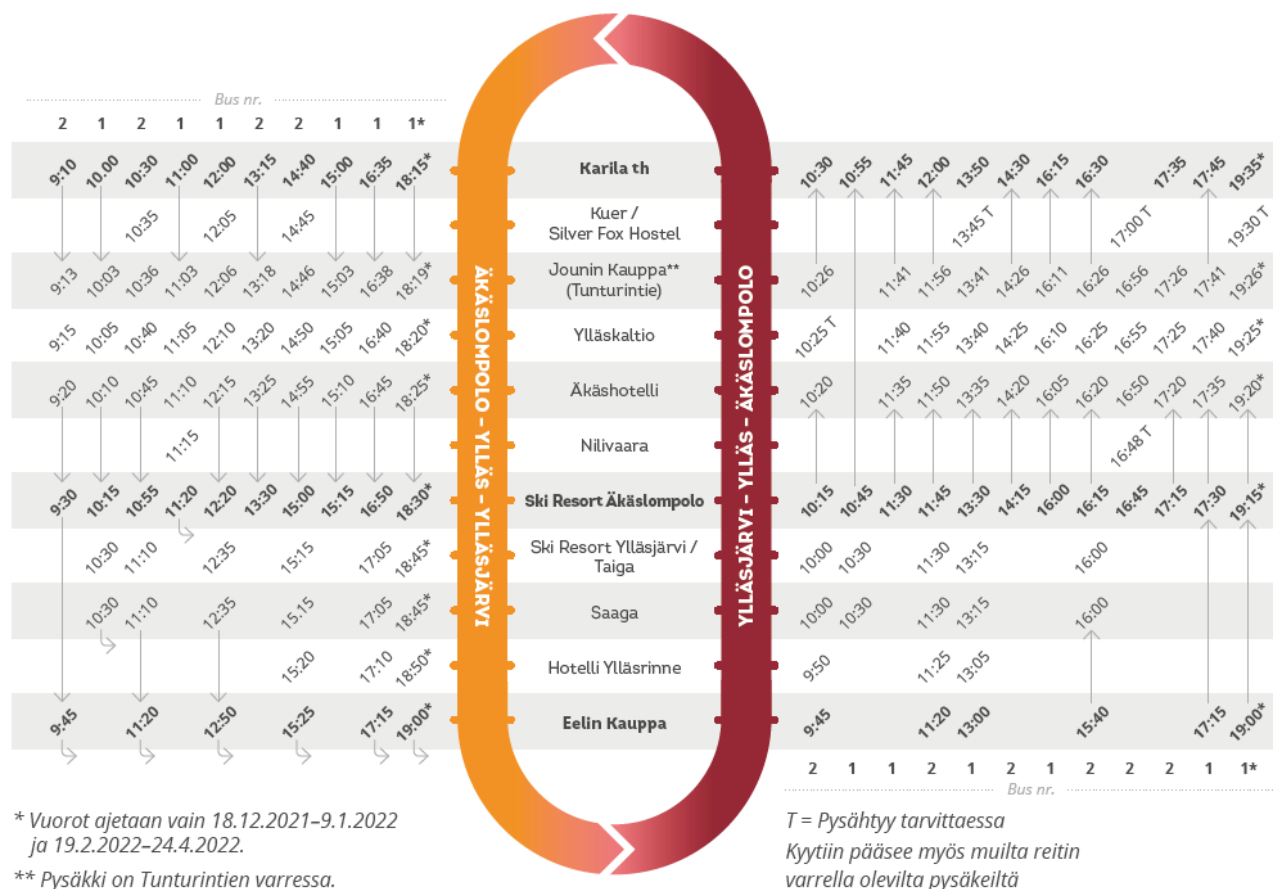 Bus nr.
2 1 2 1 1 2 2 1 1 1*
9:10 10.00 10:30 11:00 12:00 13:15 14:40 15:00 16:35 18:15* Karila th 10:30 10:55 11:45 12:00 13:50 14:30 16:15 16:30 17:35 17:45 19:35*
10:35 12:05 14:45 Kuer / 13:45 T 17:00 T 19:30 T
Silver Fox Hostel
9:13 10:03 10:36 11:03 12:06 13:18 14:46 15:03 16:38 18:19* Jounin Kauppa** 10:26 11:41 11:56 13:41 14:26 16:11 16:26 16:56 17:26 17:41 19:26*
(Tunturintie)
9:15 10:05 10:40 11:05 12:10 13:20 14:50 15:05 16:40 18:20* Ylläskaltio 10:25 T 11:40 11:55 13:40 14:25 16:10 16:25 16:55 17:25 17:40 19:25*
9:20 10:10 10:45 11:10 12:15 13:25 14:55 15:10 16:45 18:25* Äkäshotelli 10:20 11:35 11:50 13:35 14:20 16:05 16:20 16:50 17:20 17:35 19:20*
11:15 Nilivaara 16:48 T
9:30 10:15 10:55 11:20 12:20 13:30 15:00 15:15 16:50 18:30* Ski Resort Äkäslompolo 10:15 10:45 11:30 11:45 13:30 14:15 16:00 16:15 16:45 17:15 17:30 19:15*
10:30 11:10 12:35 15:15 17:05 18:45* Ski Resort Ylläsjärvi / 10:00 10:30 11:30 13:15 16:00
Taiga
10:30 11:10 12:35 15.15 17:05 18:45* Saaga 10:00 10:30 11:30 13:15 16:00
15:20 17:10 18:50* Hotelli Ylläsrinne 9:50 11:25 13:05
9:45 11:20 12:50 15:25 17:15 19:00* Eelin Kauppa 9:45 11:20 13:00 15:40 17:15 19:00*
ÄKÄSLOMPOLO – YLLÄS – YLLÄSJÄRVI
YLLÄSJÄRVI – YLLÄS – ÄKÄSLOMPOLO
2 1 1 2 1 2 1 2 2 2 1 1*
Bus nr.
* Vuorot ajetaan vain 18.12.2021–9.1.2022
ja 19.2.2022–24.4.2022.
** Pysäkki on Tunturintien varressa.
T = Pysähtyy tarvittaessa
Kyytiin pääsee myös muilta reitin
varrella olevilta pysäkeiltä